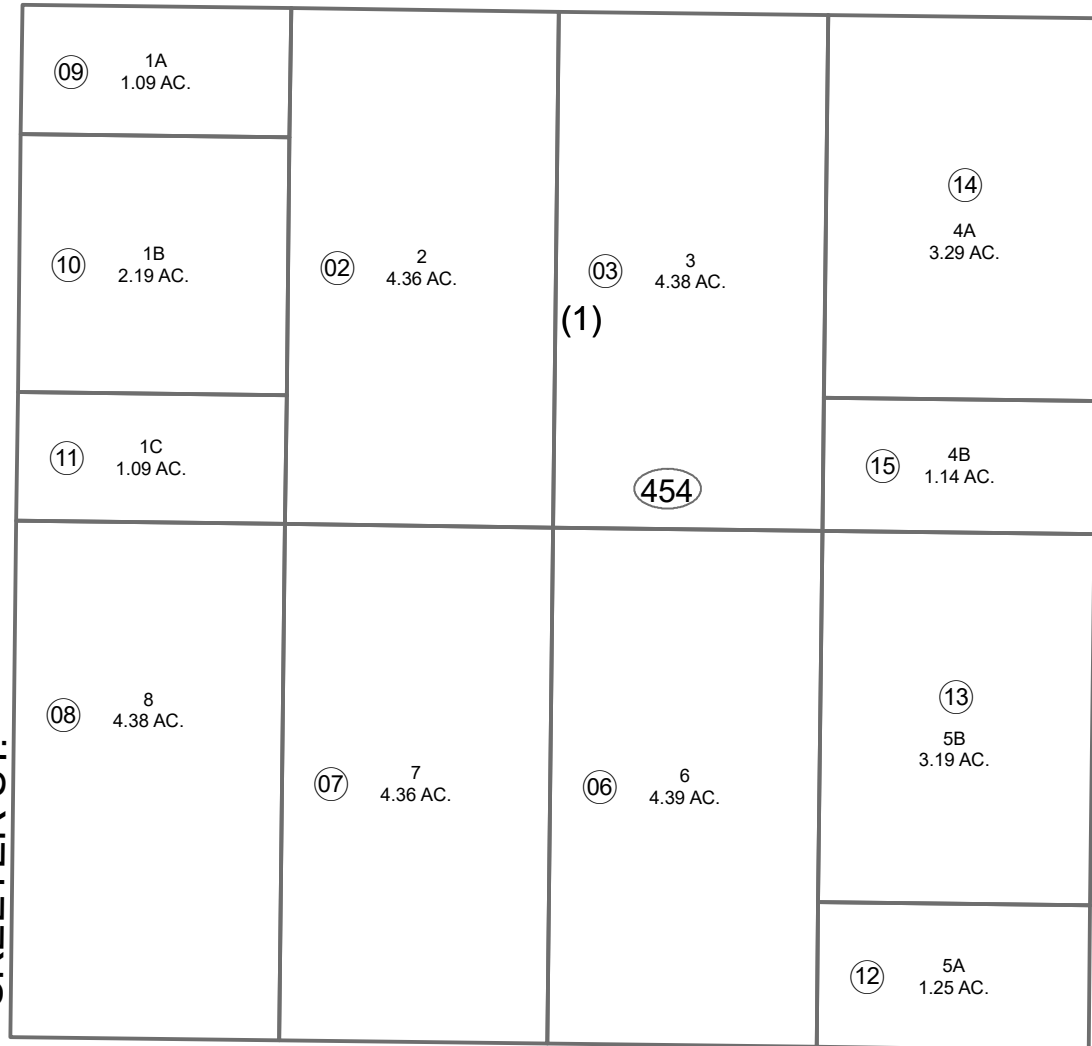 09
1A
1.09 AC.
10
1B
2.19 AC.
11
1C
1.09 AC.
02
2
4.36 AC.
03
3
4.38 AC.
(1)
454
14
4A
3.29 AC.
15
4B
1.14 AC.
08
8
4.38 AC.
07
7
4.36 AC.
06
6
4.39 AC.
13
5B
3.19 AC.
12
5A
1.25 AC.